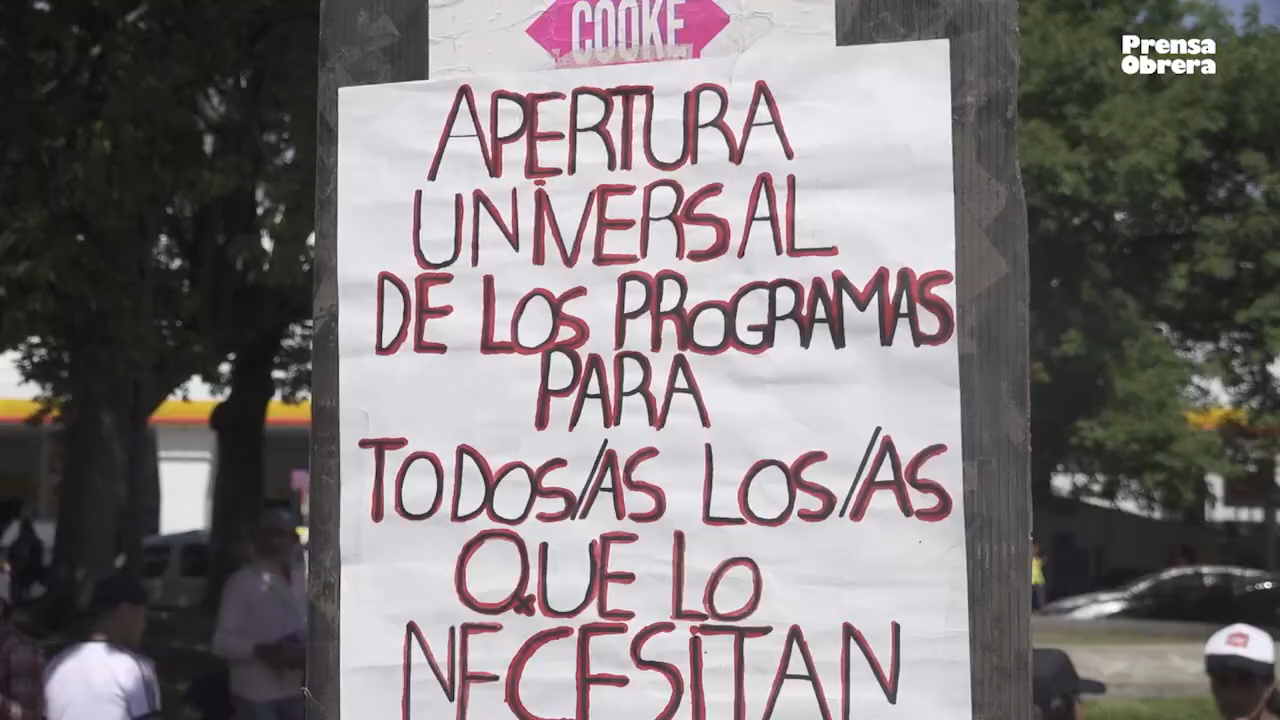 COOKE
Prensa
Obrera
APERTURA
UNIVERSAL
DE LOS PROGRAMAS
PARA
TODOS/AS LOS/AS
QUE LO
NECESITAN